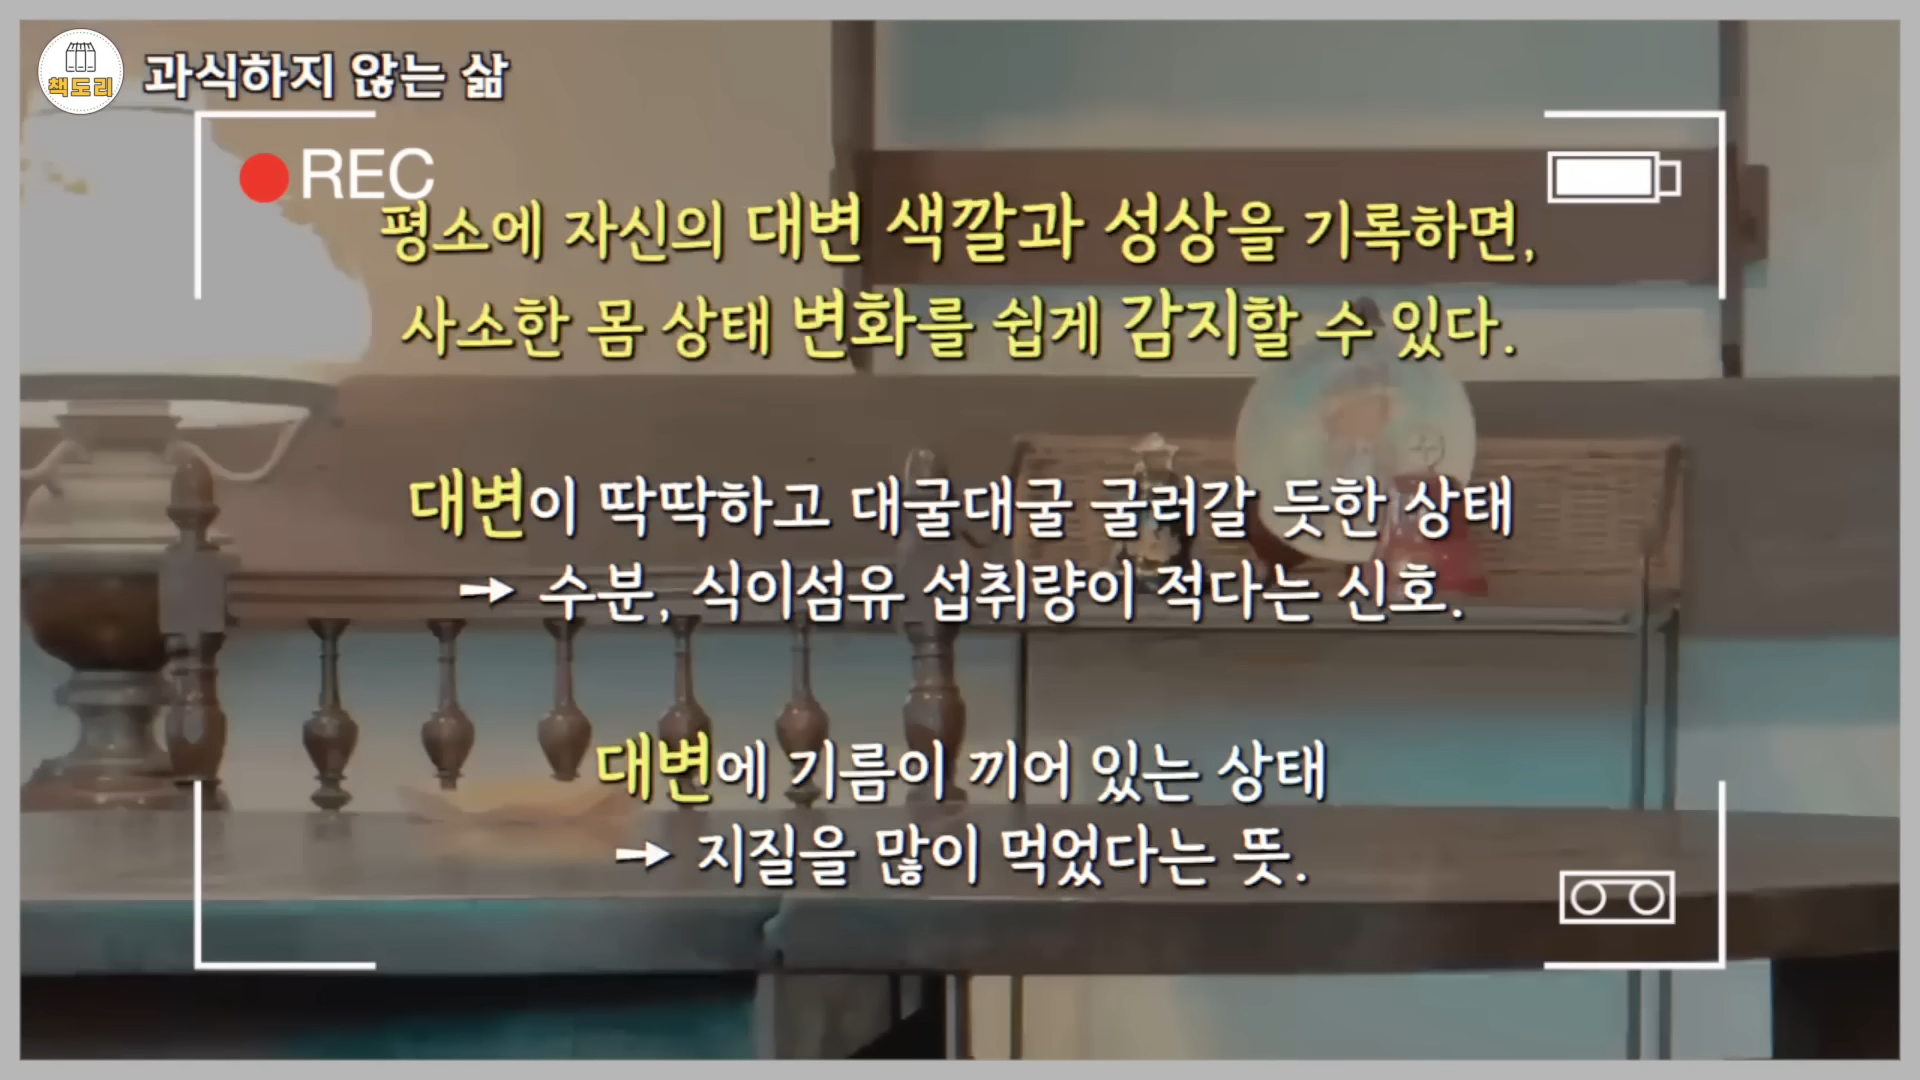 책도리
과식하지 않는 삶
REC
평소에 자신의 대변 색깔과 성상을 기록하면,
사소한 몸 상태 변화를 쉽게 감지할 수 있다.
대변이 딱딱하고 대굴대굴 굴러갈 듯한 상태
→ 수분, 식이섬유 섭취량이 적다는 신호.
대변에 기름이 끼어 있는 상태
→ 지질을 많이 먹었다는 뜻.